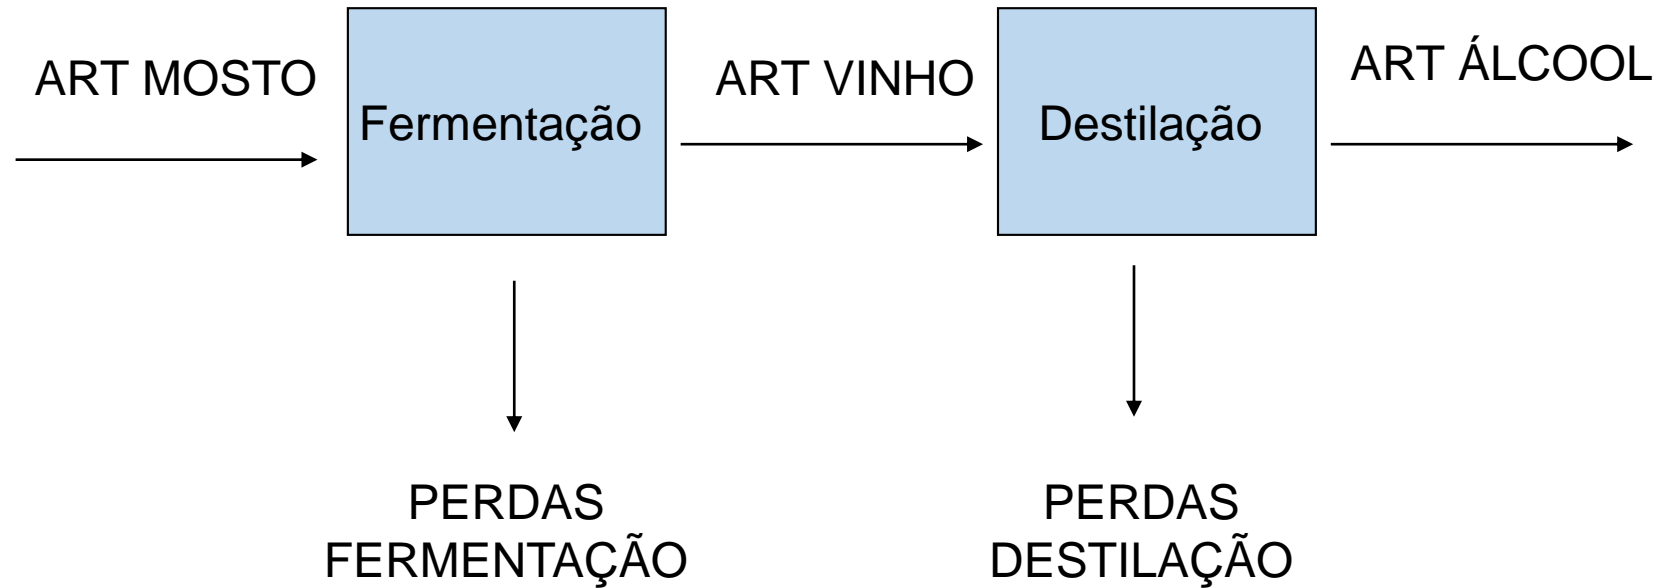 ART MOSTO
Fermentação
ART VINHO
Destilação
ART ÁLCOOL
PERDAS
FERMENTAÇÃO
PERDAS
DESTILAÇÃO